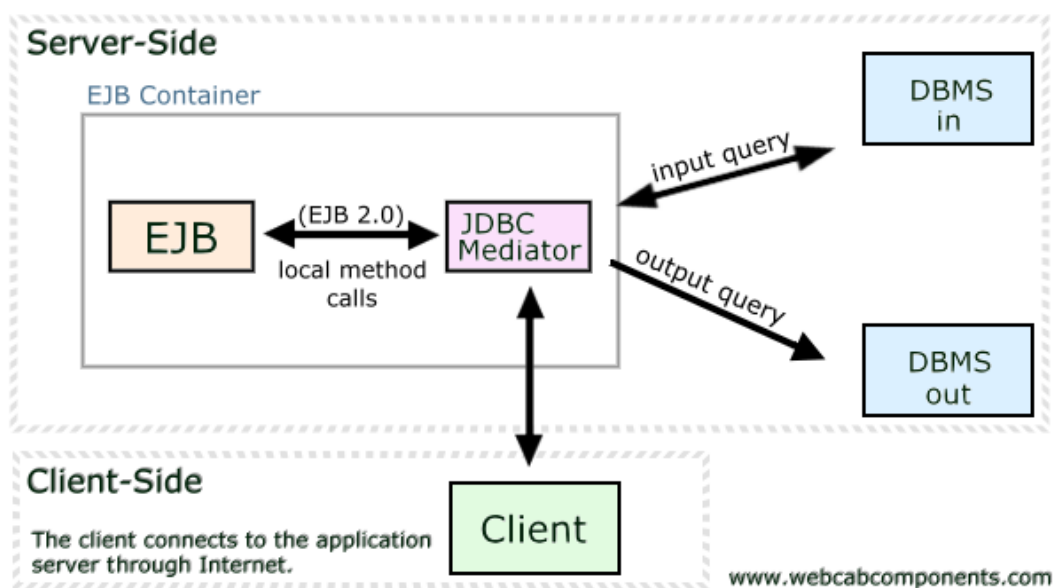 Server-Side
EJB Container
DBMS
in
input query
EJB
(EJB 2.0)
JDBC
Mediator
local method
calls
output query
DBMS
out
Client-Side
The client connects to the application
server through Internet.
Client
www.webcabcomponents.com